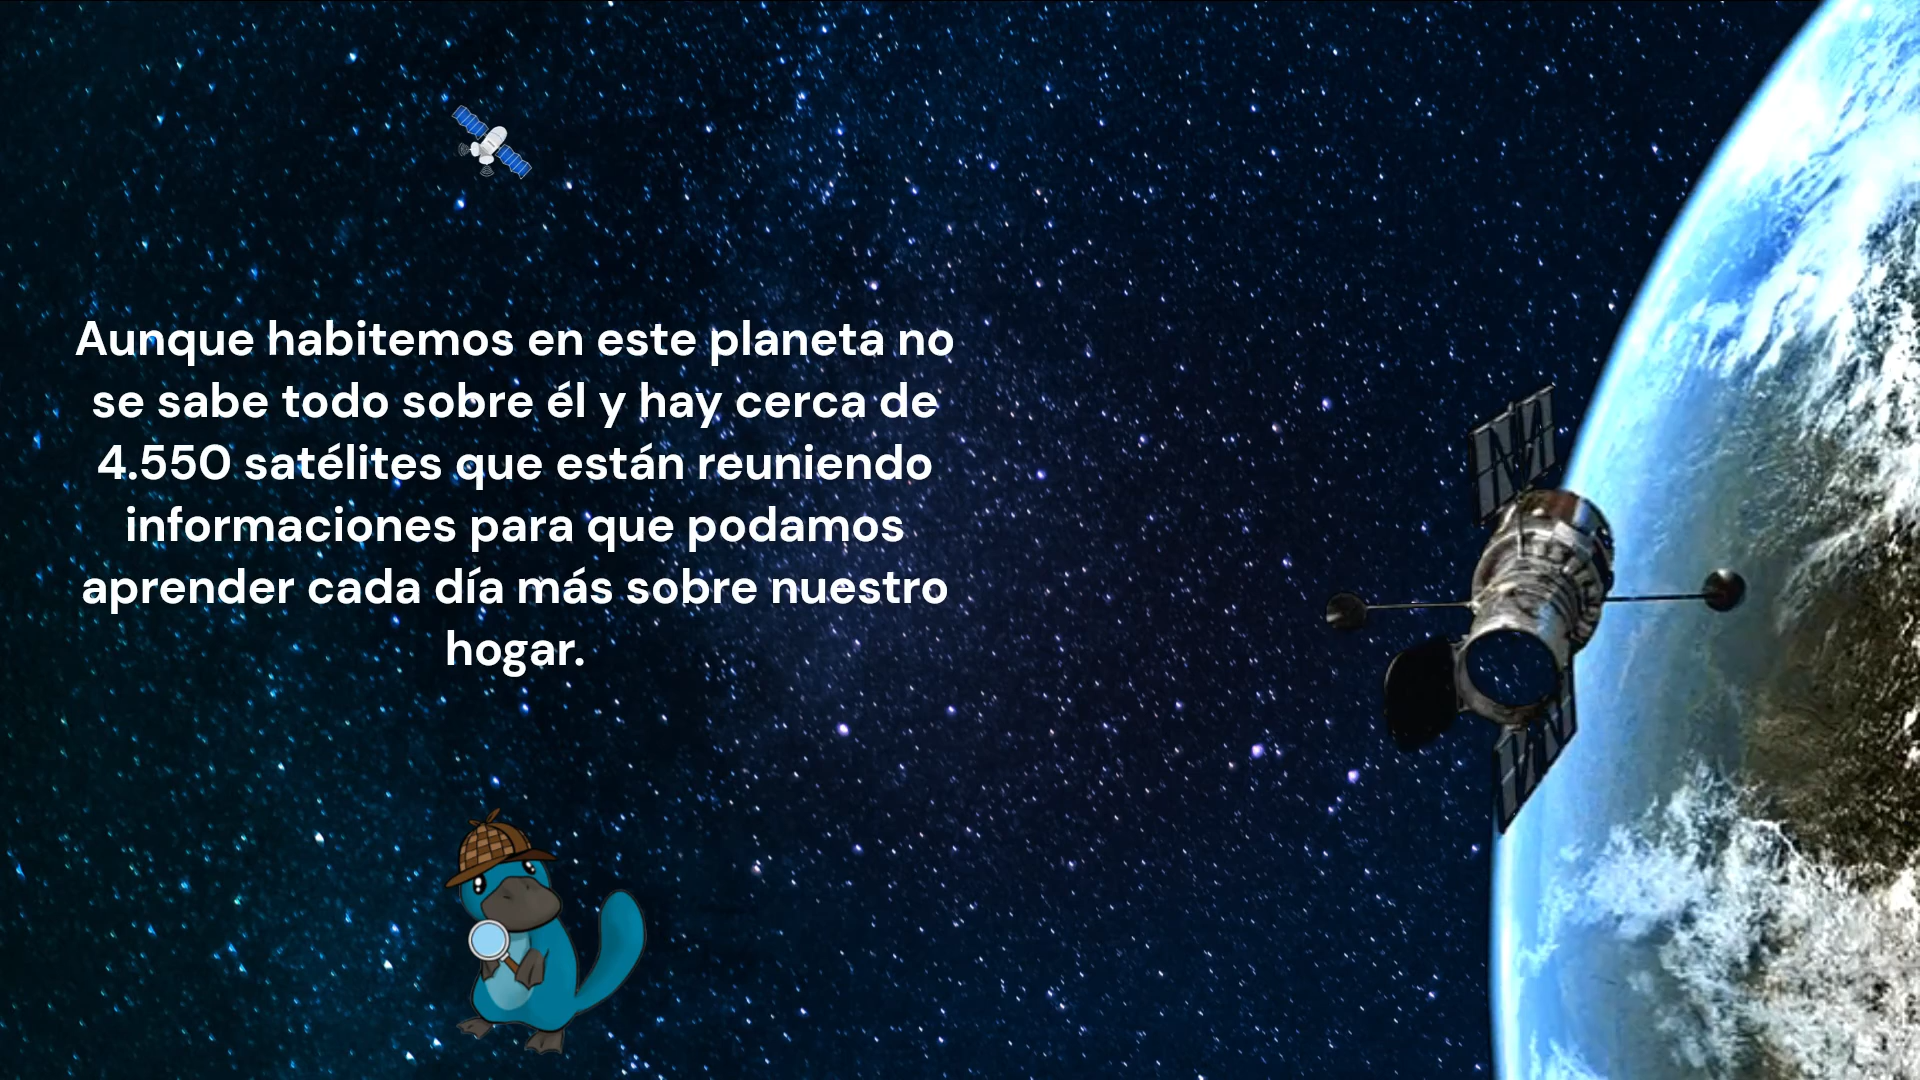 Aunque habitemos en este planeta no
se sabe todo sobre él y hay cerca de
4.550 satélites que están reuniendo
informaciones para que podamos
aprender cada día más sobre nuestro
hogar.